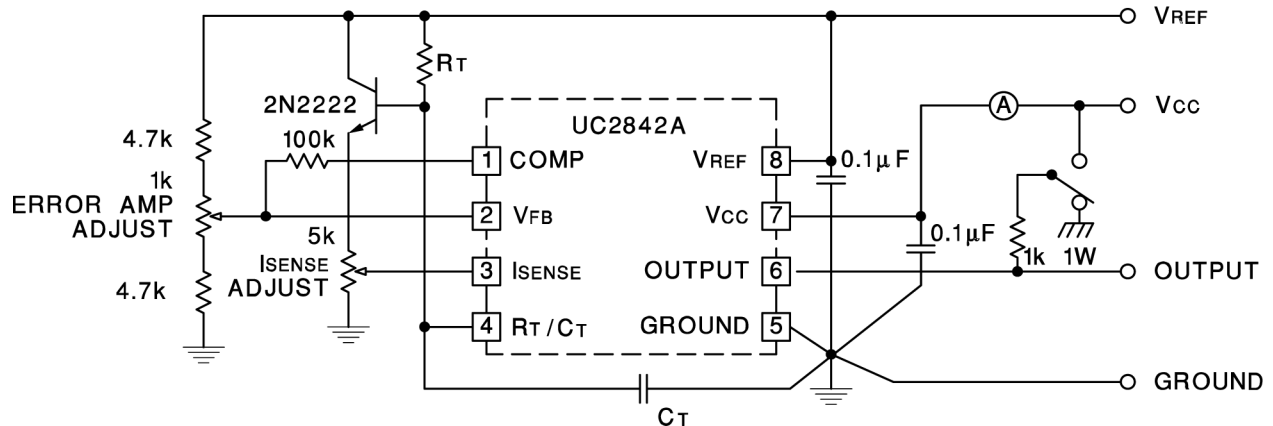 VREF
RT
A
VCC
2N2222
UC2842A
4.7k
100k
1 COMP
VREF 8
0.1μF
1k
ERROR AMP
ADJUST
2 VFB
VCC 7
0.1μF
5k
ISENSE
ADJUST
3 ISENSE
OUTPUT 6
1k 1W
OUTPUT
4.7k
4 RT/CT
GROUND 5
GROUND
CT